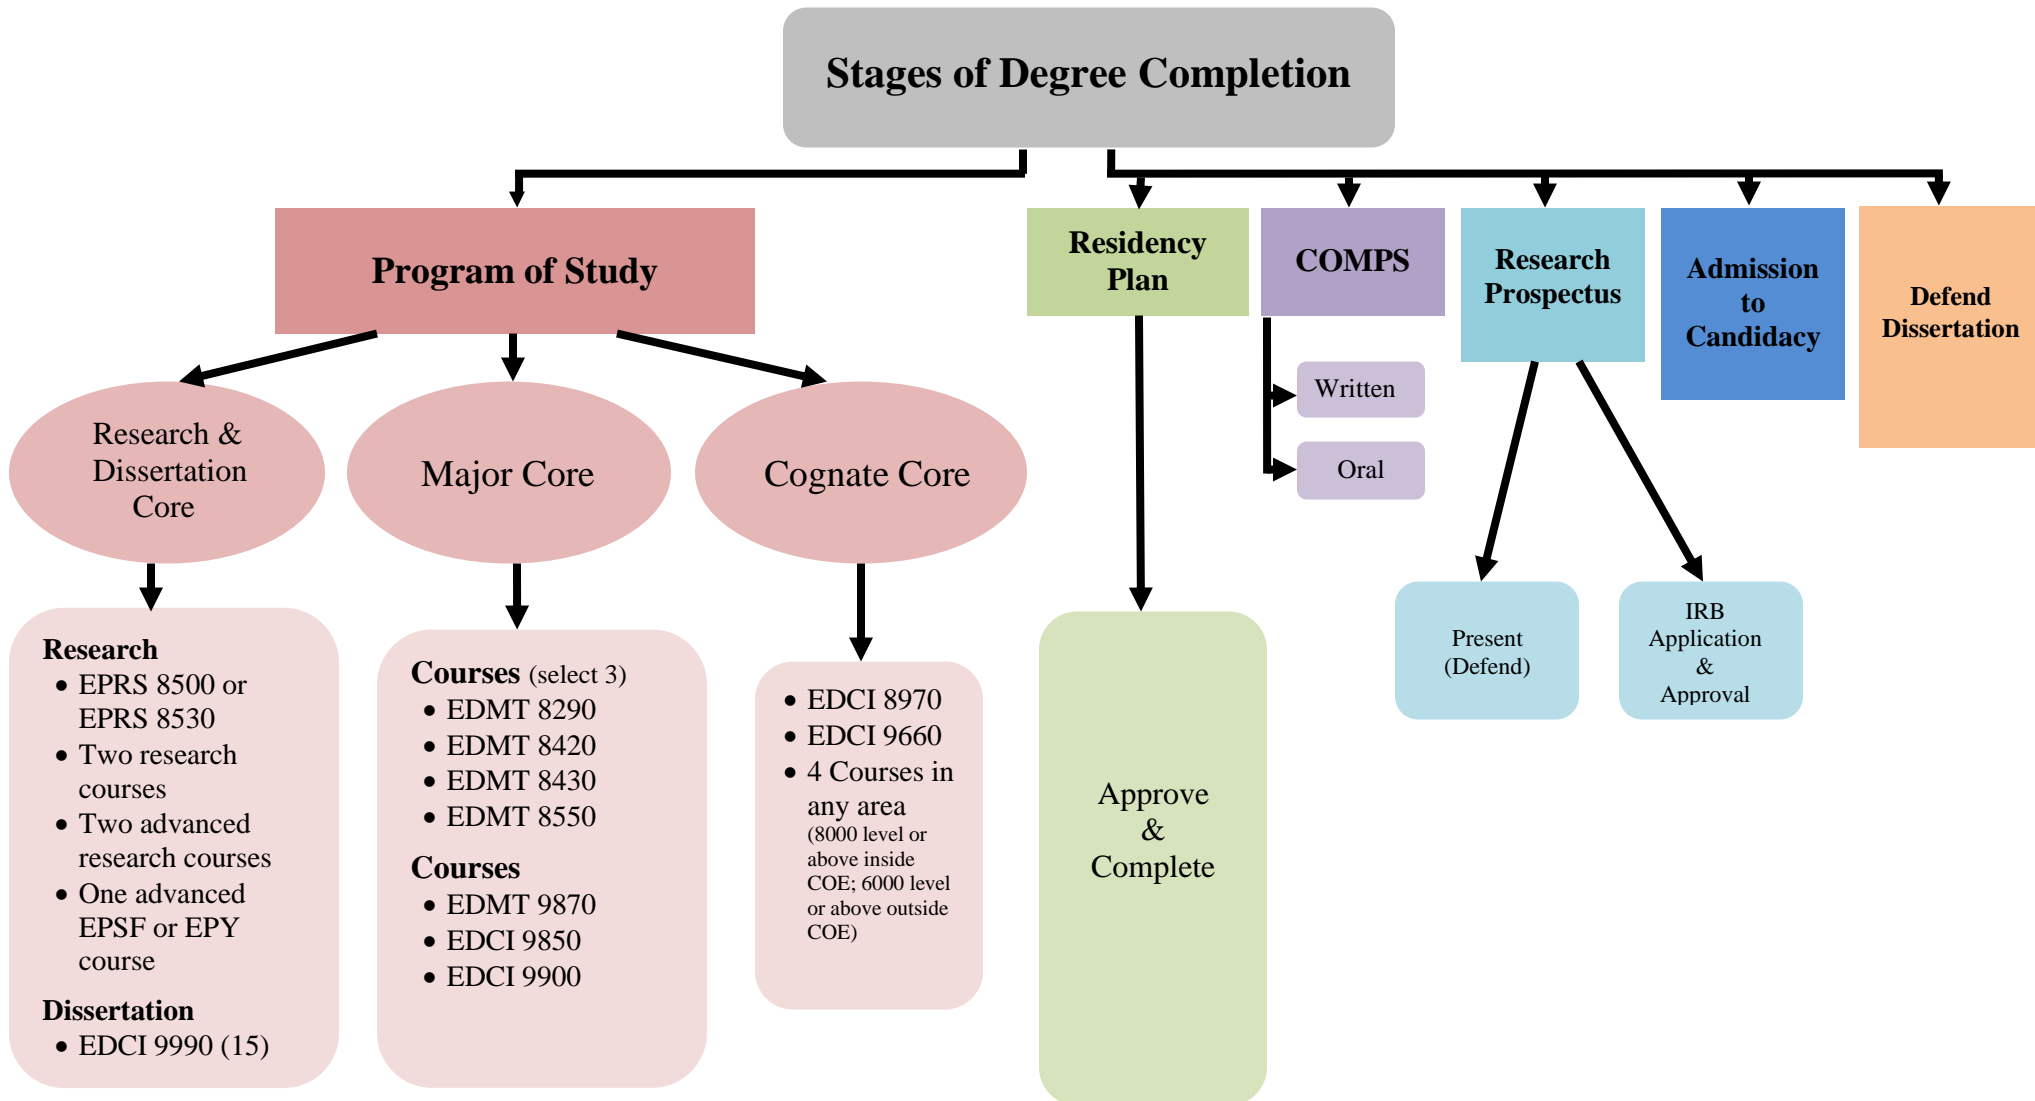 Stages of Degree Completion
Program of Study
Residency
Plan
COMPS
Research
Prospectus
Admission
to
Candidacy
Defend
Dissertation
Research &
Dissertation
Core
Major Core
Cognate Core
Written
Oral
Research
• EPRS 8500 or
EPRS 8530
• Two research
courses
• Two advanced
research courses
• One advanced
EPSF or EPY
course
Dissertation
• EDCI 9990 (15)
Courses (select 3)
• EDMT 8290
• EDMT 8420
• EDMT 8430
• EDMT 8550
Courses
• EDMT 9870
• EDCI 9850
• EDCI 9900
• EDCI 8970
• EDCI 9660
• 4 Courses in
any area
(8000 level or
above inside
COE; 6000 level
or above outside
COE)
Approve
&
Complete
Present
(Defend)
IRB
Application
&
Approval